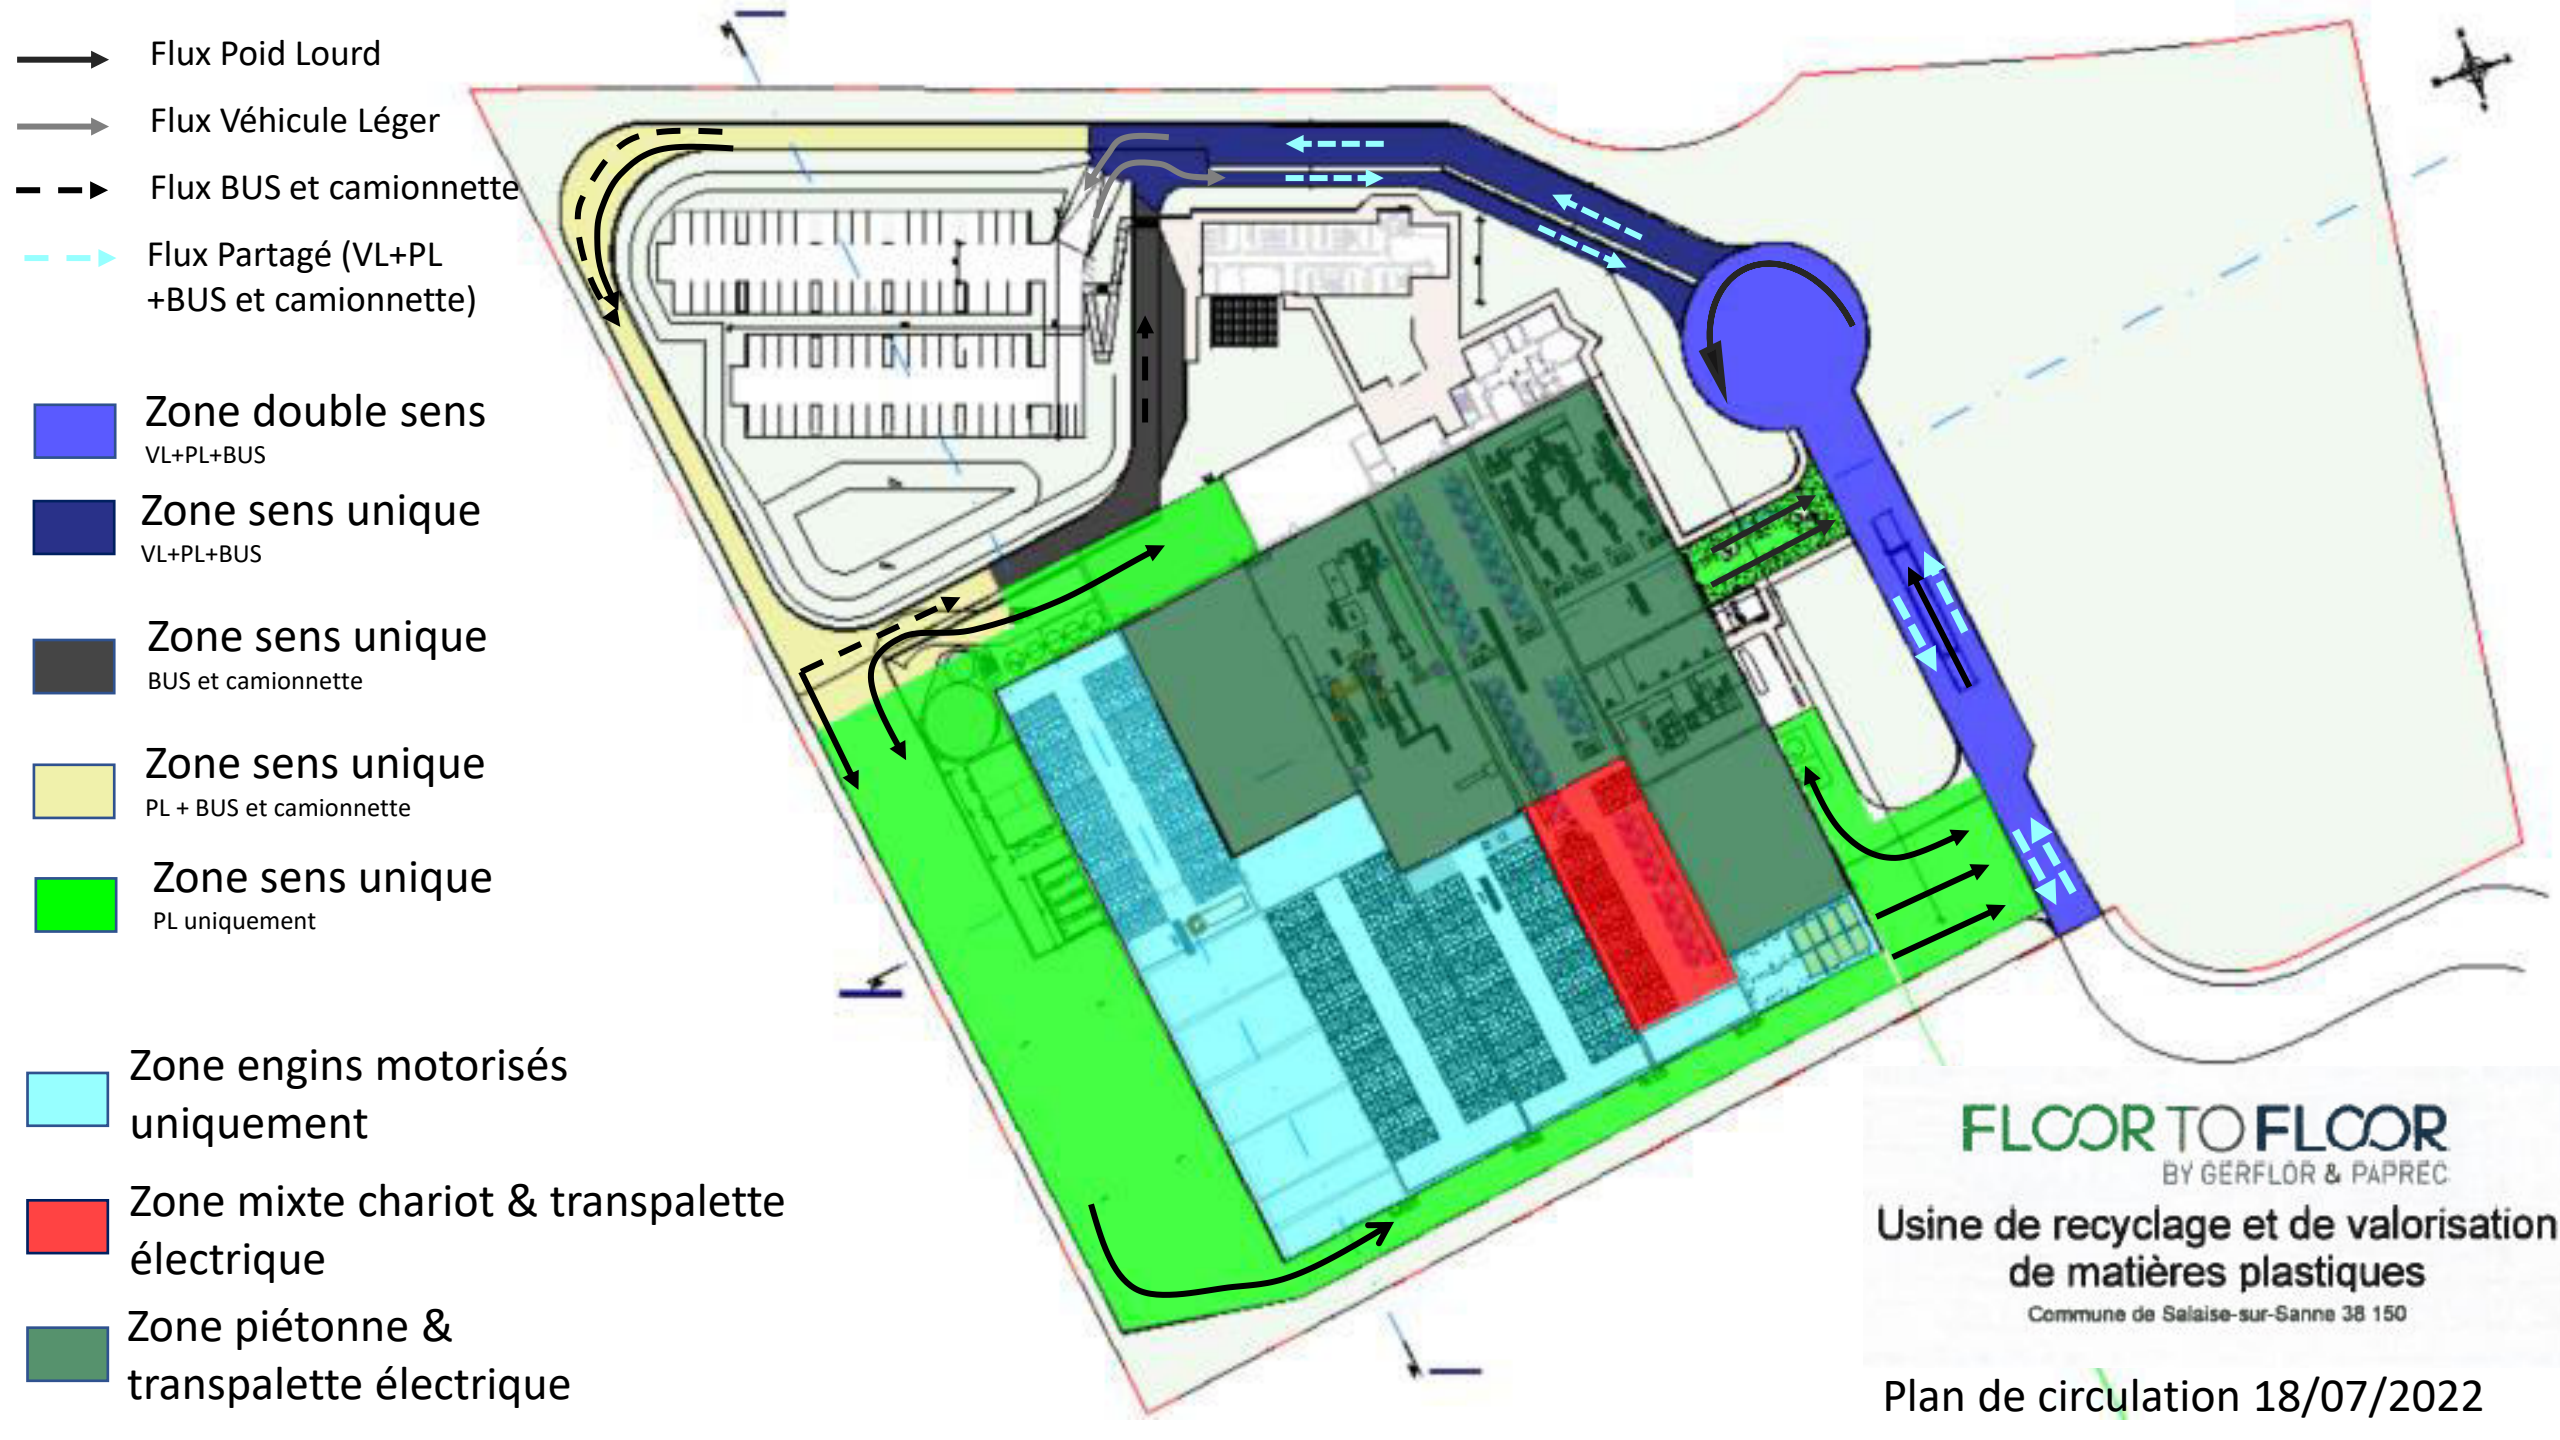 Flux Poid Lourd
Flux Véhicule Léger
Flux BUS et camionnette
Flux Partagé (VL+PL
+BUS et camionnette)
Zone double sens
VL+PL+BUS
Zone sens unique
VL+PL+BUS
Zone sens unique
BUS et camionnette
Zone sens unique
PL + BUS et camionnette
Zone sens unique
PL uniquement
Zone engins motorisés
uniquement
Zone mixte chariot & transpalette
électrique
Zone piétonne &
transpalette électrique
FLOOR TO FLOOR
BY GERFLOR & PAPREC
Usine de recyclage et de valorisation
de matières plastiques
Commune de Salaise-sur-Sanne 38 150
Plan de circulation 18/07/2022